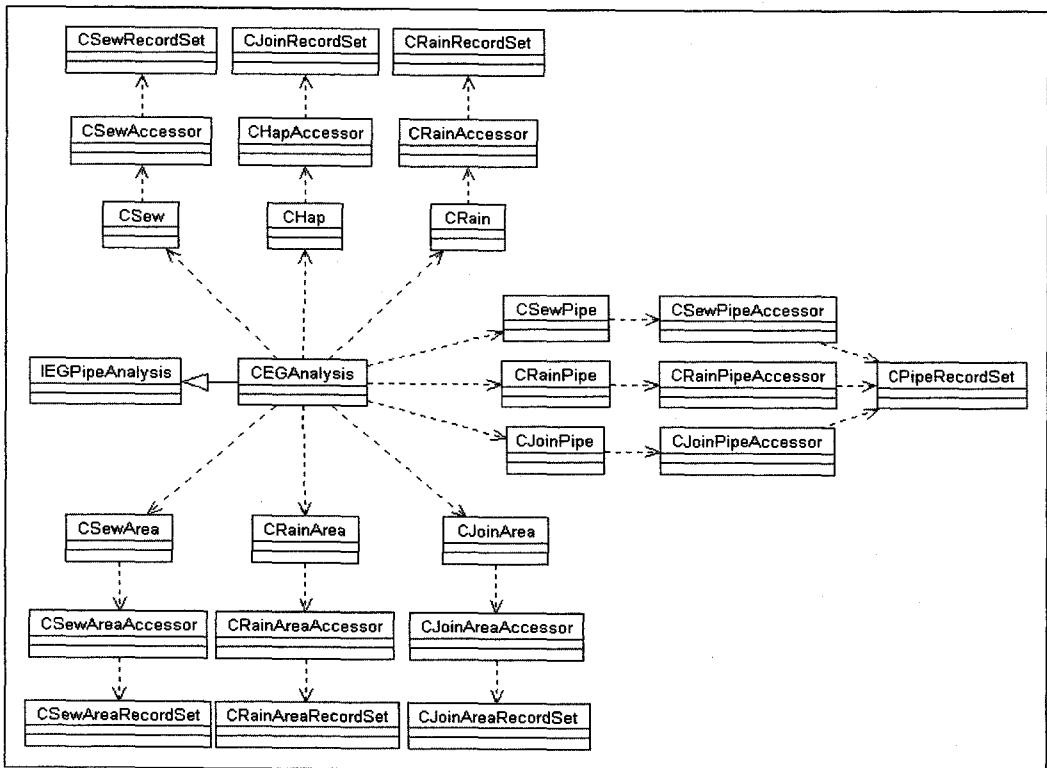 CSewRecordSet
CJoinRecordSet
CRainRecordSet
CSewAccessor
CHapAccessor
CRainAccessor
CSew
CHap
CRain
CSewPipe
CSewPipeAccessor
IEGPipeAnalysis
CEGAnalysis
CRainPipe
CRainPipeAccessor
CPipeRecordSet
CJoinPipe
CJoinPipeAccessor
CSewArea
CRainArea
CJoinArea
CSewAreaAccessor
CRainAreaAccessor
CJoinAreaAccessor
CSewAreaRecordSet
CRainAreaRecordSet
CJoinAreaRecordSet